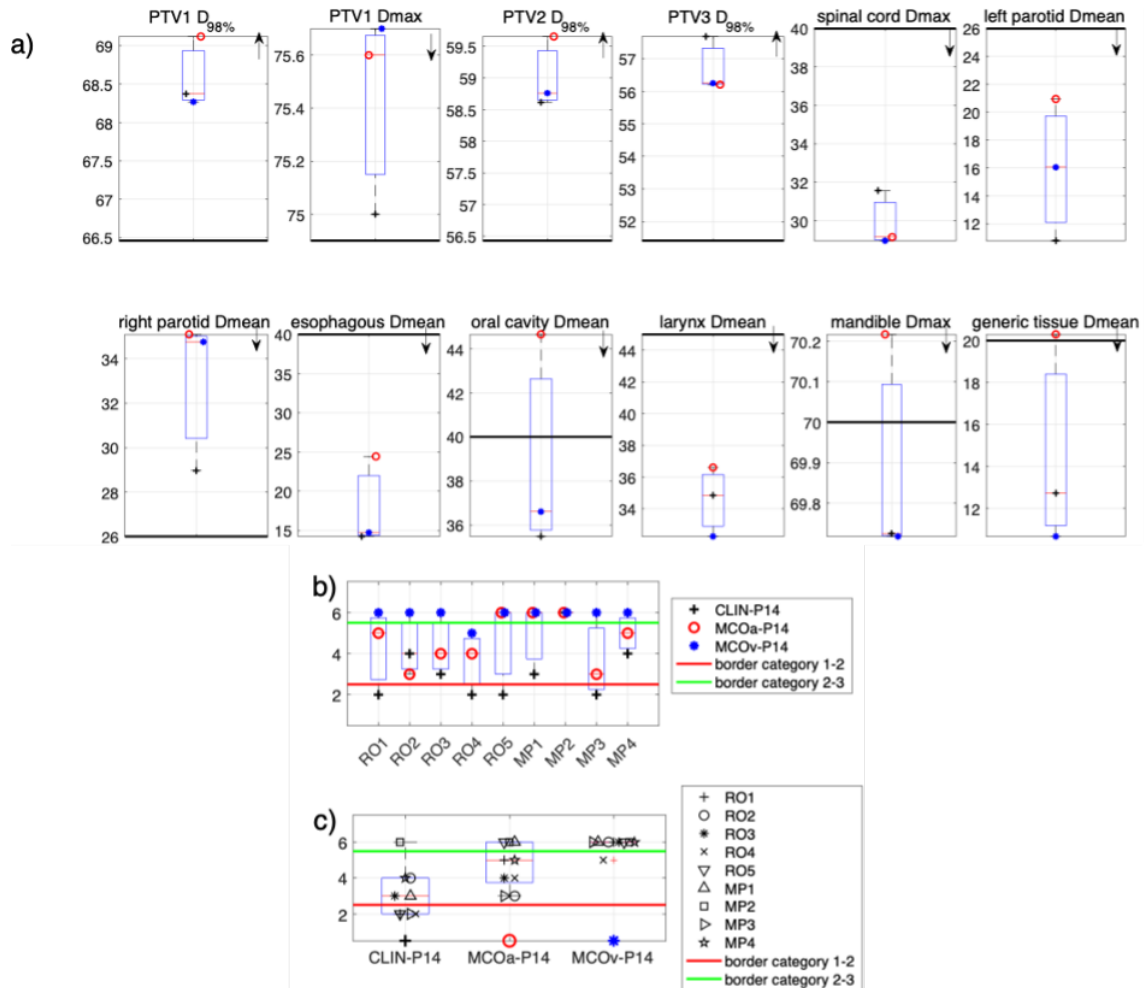 a)
PTV1 D98%
69
68.5
68
67.5
67
66.5
PTV1 Dmax
75.6
75.4
75.2
75
PTV2 D98%
59.5
59
58.5
58
57.5
57
56.5
PTV3 D98%
57
56
55
54
53
52
spinal cord Dmax
40
38
36
34
32
30
left parotid Dmean
26
24
22
20
18
16
14
12
right parotid Dmean
34
32
30
28
26
esophagous Dmean
40
35
30
25
20
15
oral cavity Dmean
44
42
40
38
36
larynx Dmean
44
42
40
38
36
34
mandible Dmax
70.2
70.1
70
69.9
69.8
generic tissue Dmean
20
18
16
14
12
b)
6
4
2
RO1
RO2
RO3
RO4
RO5
MP1
MP2
MP3
MP4
CLIN-P14
MCOa-P14
MCOv-P14
border category 1-2
border category 2-3
c)
6
4
2
CLIN-P14
MCOa-P14
MCOv-P14
RO1
RO2
RO3
RO4
RO5
MP1
MP2
MP3
MP4
border category 1-2
border category 2-3